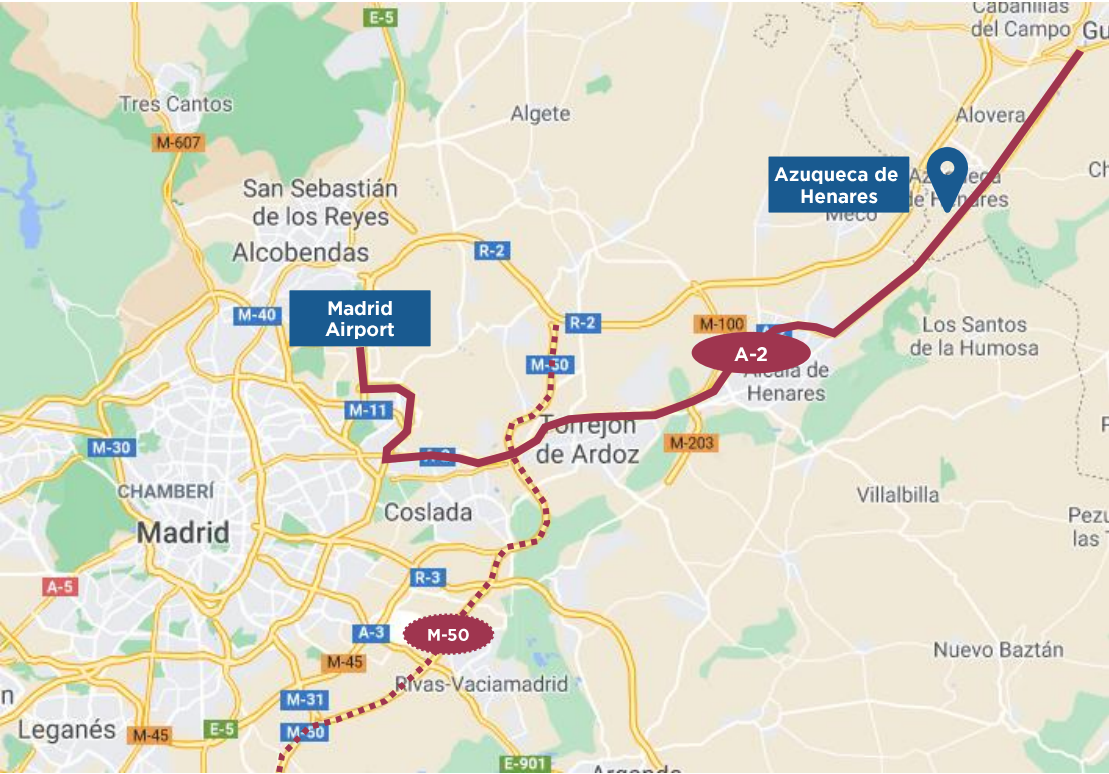 E-5
Cabanillas
del Campo
Gu
Tres Cantos
Algete
Alovera
M-607
Azuqueca de
Henares
Ch
San Sebastián
de los Reyes
Meco
Alcobendas
R-2
Madrid
Airport
M-40
R-2
M-100
Los Santos
de la Humosa
A-2
M-50
Alcalá de
Henares
M-11
Torrejón
de Ardoz
M-203
M-30
A-2
CHAMBERÍ
Villalbilla
Madrid
Coslada
Pezu
las T
A-5
R-3
A-3
M-50
M-45
Nuevo Baztán
Rivas-Vaciamadrid
n
M-31
Leganés
M-45
E-5
M-50
E-901